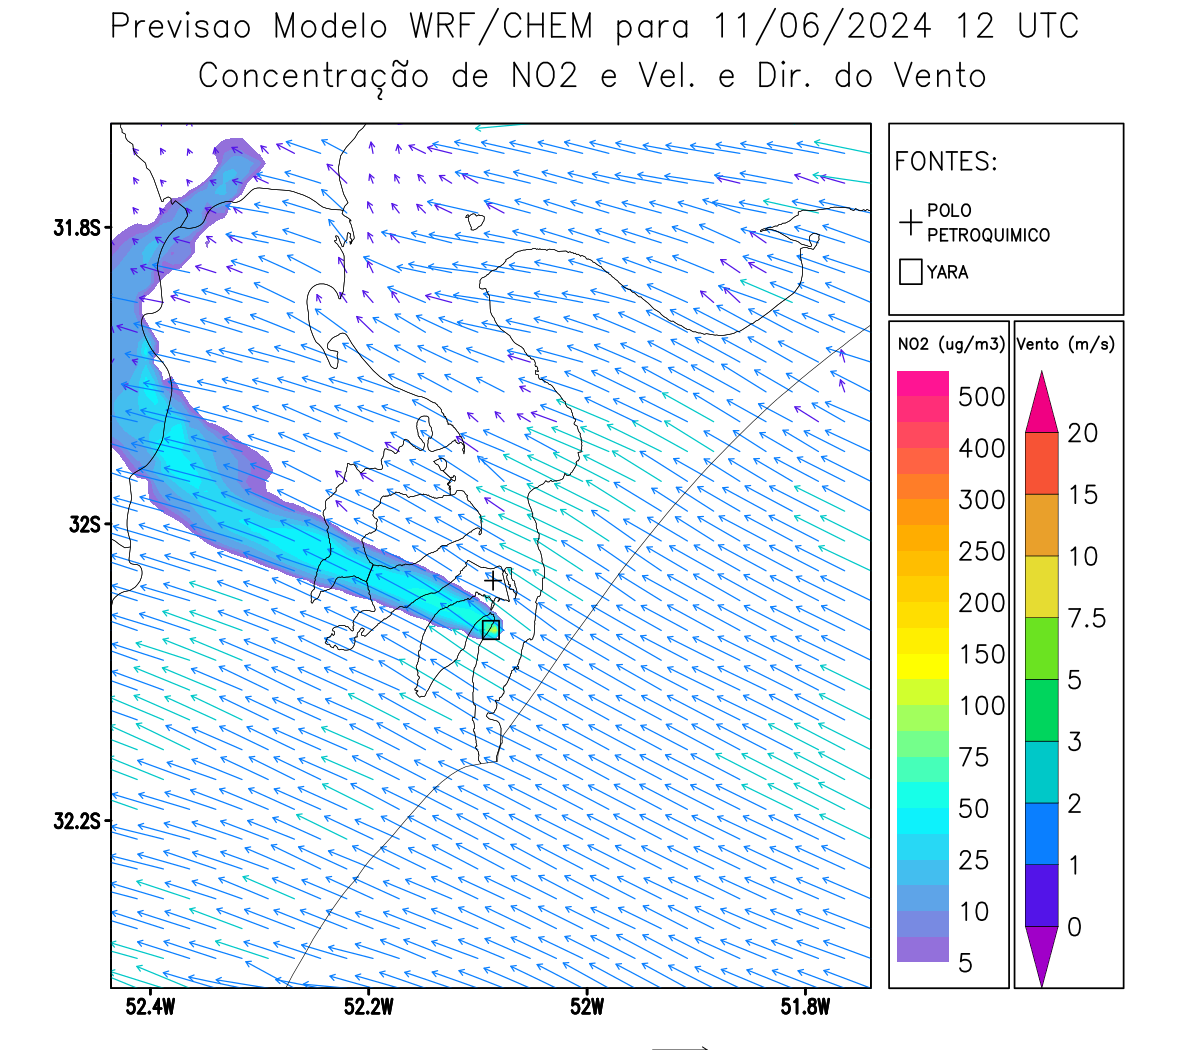 Previsao Modelo WRF/CHEM para 11/06/2024 12 UTC
Concentração de NO2 e Vel. e Dir. do Vento
FONTES:
POLO
PETROQUIMICO
YARA
NO2 (ug/m3)
500
400
300
250
200
150
100
75
50
25
10
5
Vento (m/s)
20
15
10
7.5
5
3
2
1
0
31.8S
32S
32.2S
52.4W
52.2W
52W
51.8W